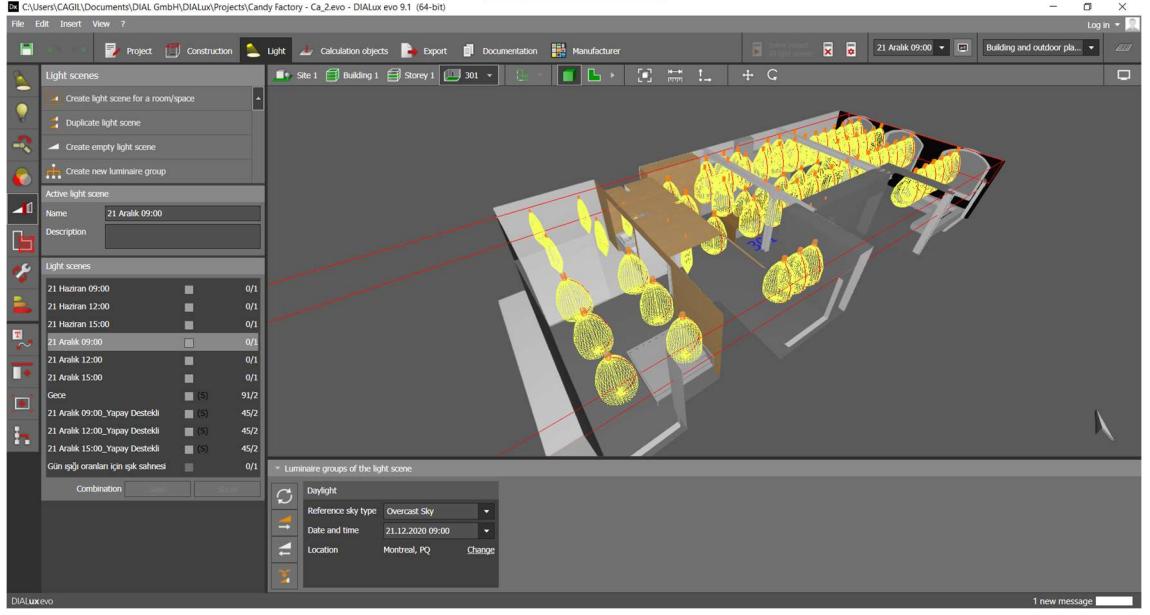 C:\Users\CAGIL\Documents\DIAL GmbH\DIALux\Projects\Candy Factory - Ca_2.evo - DIALux evo 9.1 (64-bit)
File Edit Insert View ? Log in
Project Construction Light Calculation objects Export Documentation Manufacturer 21 Aralık 09:00 Building and outdoor pla...
Light scenes Site 1 Building 1 Storey 1 301
Create light scene for a room/space
Duplicate light scene
Create empty light scene
Create new luminaire group
Active light scene
Name 21 Aralık 09:00
Description
Light scenes
21 Haziran 09:00 0/1
21 Haziran 12:00 0/1
21 Haziran 15:00 0/1
21 Aralık 09:00 0/1
21 Aralık 12:00 0/1
21 Aralık 15:00 0/1
Gece (S) 91/2
21 Aralık 09:00_Yapay Destekli (S) 45/2
21 Aralık 12:00_Yapay Destekli (S) 45/2
21 Aralık 15:00_Yapay Destekli (S) 45/2
Gün ışığı oranları için ışık sahnesi 0/1
Combination
Luminaire groups of the light scene
Daylight
Reference sky type Overcast Sky
Date and time 21.12.2020 09:00
Location Montreal, PQ Change
DIALux evo 1 new message